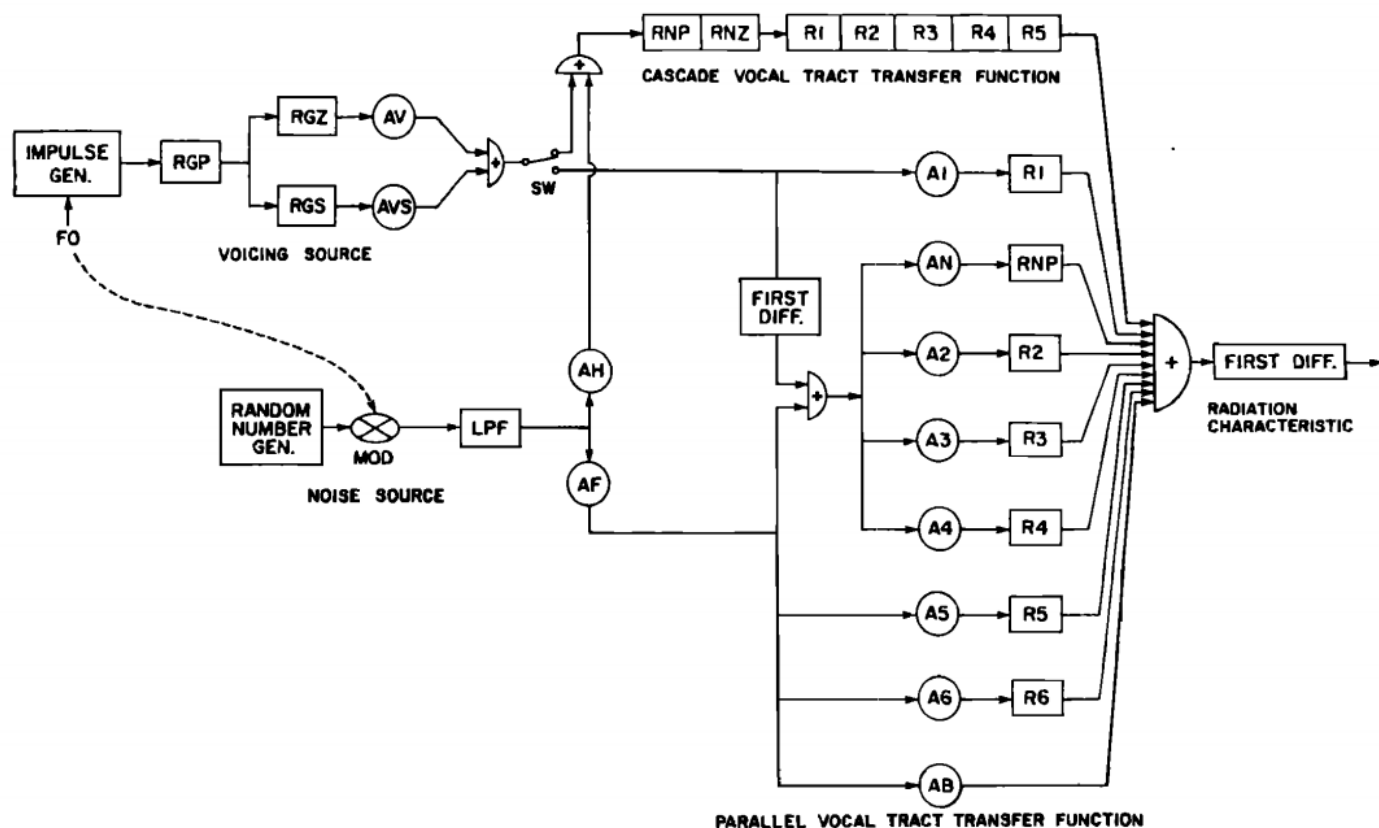 RNP RNZ R1 R2 R3 R4 R5
CASCADE VOCAL TRACT TRANSFER FUNCTION
IMPULSE
GEN.
RGP
RGZ
AV
RGS
AVS
+
+
SW
F0
VOICING SOURCE
A1
R1
AN
RNP
FIRST
DIFF.
A2
R2
+
A3
R3
A4
R4
A5
R5
A6
R6
AB
+
FIRST DIFF.
RADIATION
CHARACTERISTIC
RANDOM
NUMBER
GEN.
MOD
LPF
AH
AF
NOISE SOURCE
PARALLEL VOCAL TRACT TRANSFER FUNCTION